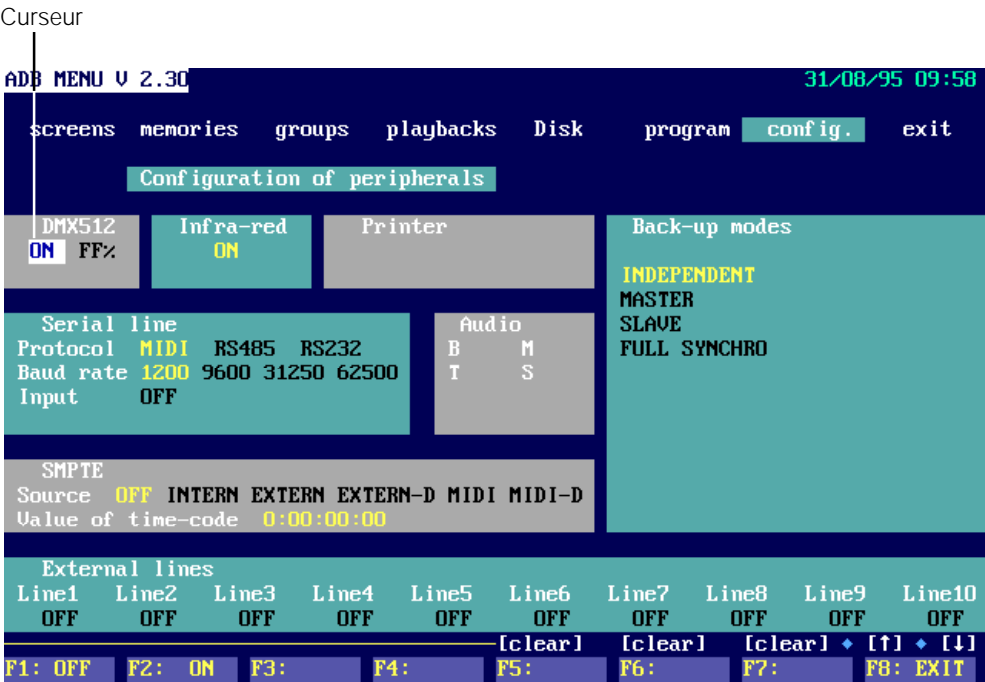 Curseur
ADB MENU V 2.30 31/08/95 09:58
screens memories groups playbacks Disk program config. exit
Configuration of peripherals
DMX512 Infra-red Printer Back-up modes
ON FF% ON
INDEPENDENT
MASTER
Serial line Audio SLAVE
Protocol MIDI RS485 RS232 B M FULL SYNCHRO
Baud rate 1200 9600 31250 62500 T S
Input OFF
SMPTE
Source OFF INTERN EXTERN EXTERN-D MIDI MIDI-D
Value of time-code 0:00:00:00
External lines
Line1 Line2 Line3 Line4 Line5 Line6 Line7 Line8 Line9 Line10
OFF OFF OFF OFF OFF OFF OFF OFF OFF OFF
[clear] [clear] [clear] ◆ [↑] ◆ [↓]
F1: OFF F2: ON F3: F4: F5: F6: F7: F8: EXIT